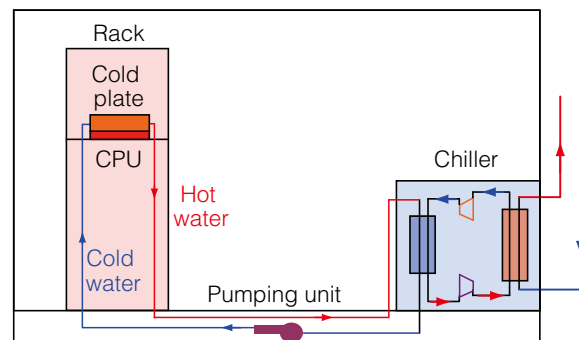 Rack
Cold
plate
CPU
Hot
water
Cold
water
Pumping unit
Chiller